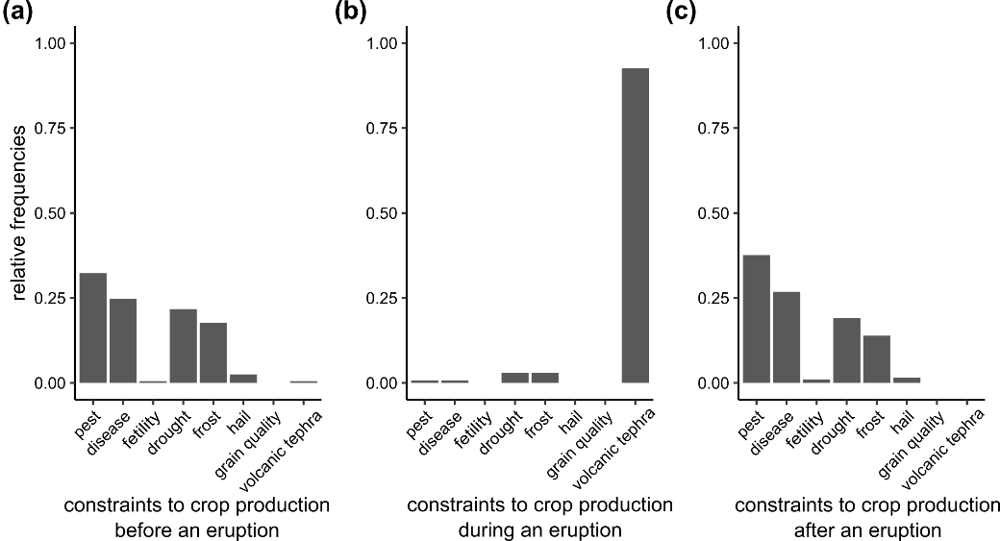 (a)
relative frequencies
1.00
0.75
0.50
0.25
0.00
pest
disease
fetility
drought
frost
hail
grain quality
volcanic tephra
constraints to crop production
before an eruption
(b)
1.00
0.75
0.50
0.25
0.00
pest
disease
fetility
drought
frost
hail
grain quality
volcanic tephra
constraints to crop production
during an eruption
(c)
1.00
0.75
0.50
0.25
0.00
pest
disease
fetility
drought
frost
hail
grain quality
volcanic tephra
constraints to crop production
after an eruption